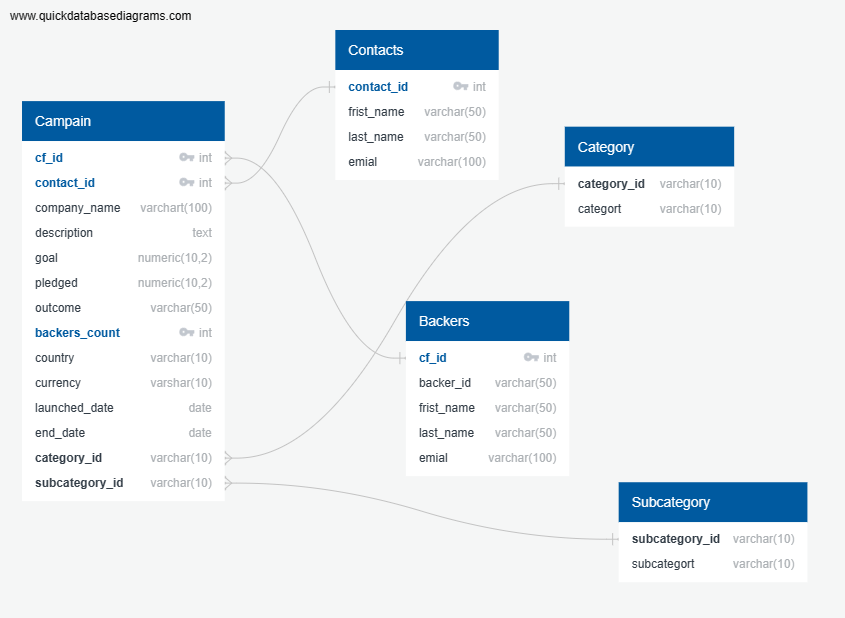 www.quickdatabasediagrams.com
Contacts
contact_id int
frist_name varchar(50)
last_name varchar(50)
emial varchar(100)
Campain
cf_id int
contact_id int
company_name varchart(100)
description text
goal numeric(10,2)
pledged numeric(10,2)
outcome varchar(50)
backers_count int
country varchar(10)
currency varshar(10)
launched_date date
end_date date
category_id varchar(10)
subcategory_id varchar(10)
Category
category_id varchar(10)
categort varchar(10)
Backers
cf_id int
backer_id varchar(50)
frist_name varchar(50)
last_name varchar(50)
emial varchar(100)
Subcategory
subcategory_id varchar(10)
subcategort varchar(10)